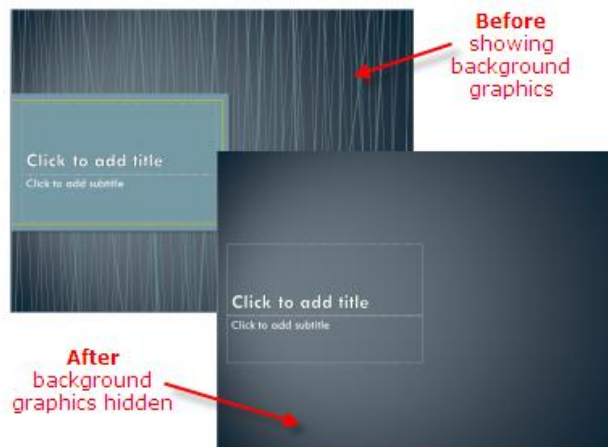 Before
showing
background
graphics
Click to add title
Click to add subtitle
Click to add title
Click to add subtitle
After
background
graphics hidden